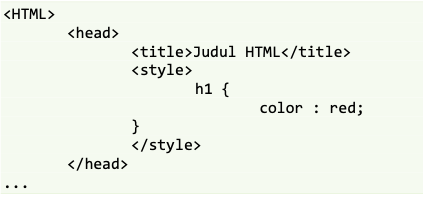 <HTML>
<head>
<title>Judul HTML</title>
<style>
h1 {
color : red;
}
</style>
</head>
...